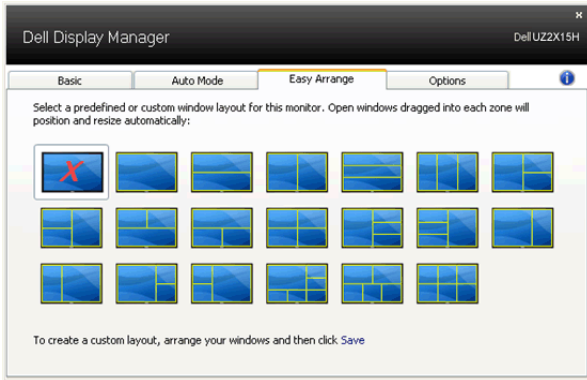 x
Dell Display Manager
Dell UZ2X15H
Basic
Auto Mode
Easy Arrange
Options
i
Select a predefined or custom window layout for this monitor. Open windows dragged into each zone will
position and resize automatically:
X
To create a custom layout, arrange your windows and then click Save